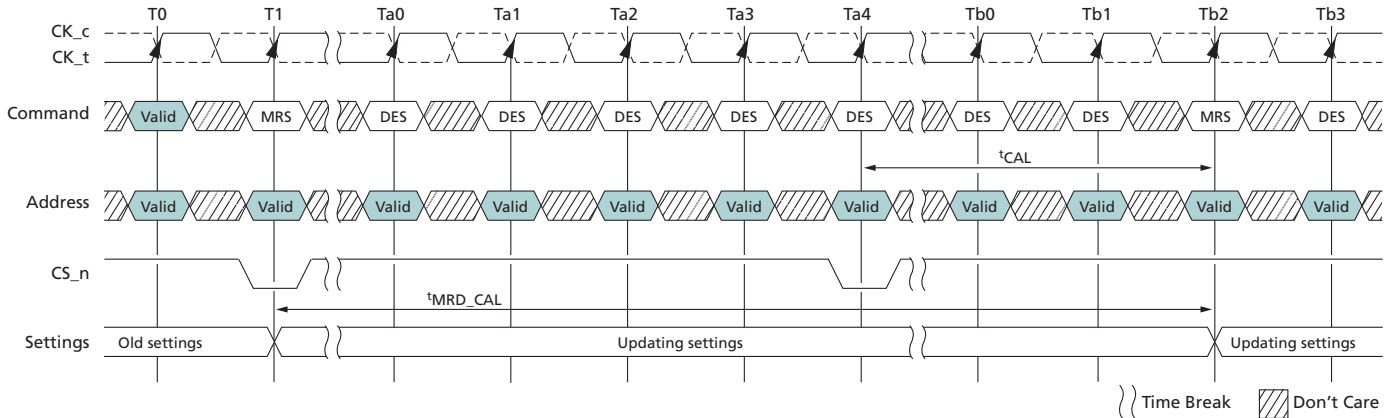 T0 T1 Ta0 Ta1 Ta2 Ta3 Ta4 Tb0 Tb1 Tb2 Tb3
CK_c
CK_t
Command Valid MRS DES DES DES DES DES DES DES MRS DES
tCAL
Address Valid Valid Valid Valid Valid Valid Valid Valid Valid Valid Valid
CS_n
tMRD_CAL
Settings Old settings Updating settings Updating settings
Time Break Don't Care